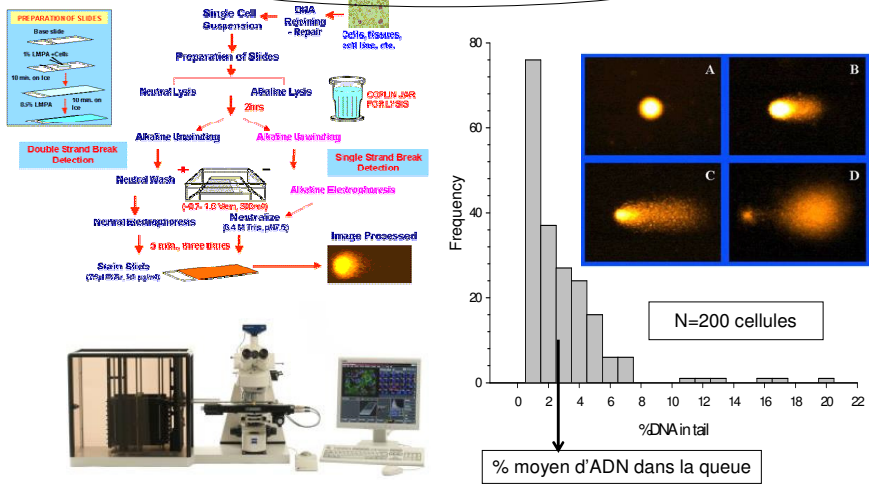 PREPARATION OF SLIDES
Base slide
1% LMPA +Cells
10 min. on Ice
0.5% LMPA
10 min. on Ice
Single Cell
Suspension
DNA
Rejoining
- Repair
Cells, tissues,
cell line, etc.
Preparation of Slides
Neutral Lysis
Alkaline Lysis
2hrs
COPLIN JAR
FOR LYSIS
Alkaline Unwinding
Alkaline Unwinding
Double Strand Break
Detection
Single Strand Break
Detection
Neutral Wash
Alkaline Electrophoresis
Neutralize
Neutral Electrophoresis
5 min., three times
Image Processed
Stain Slide
Frequency
80
60
40
20
0
A
B
C
D
N=200 cellules
0 2 4 6 8 10 12 14 16 18 20 22
%DNA in tail
% moyen d'ADN dans la queue